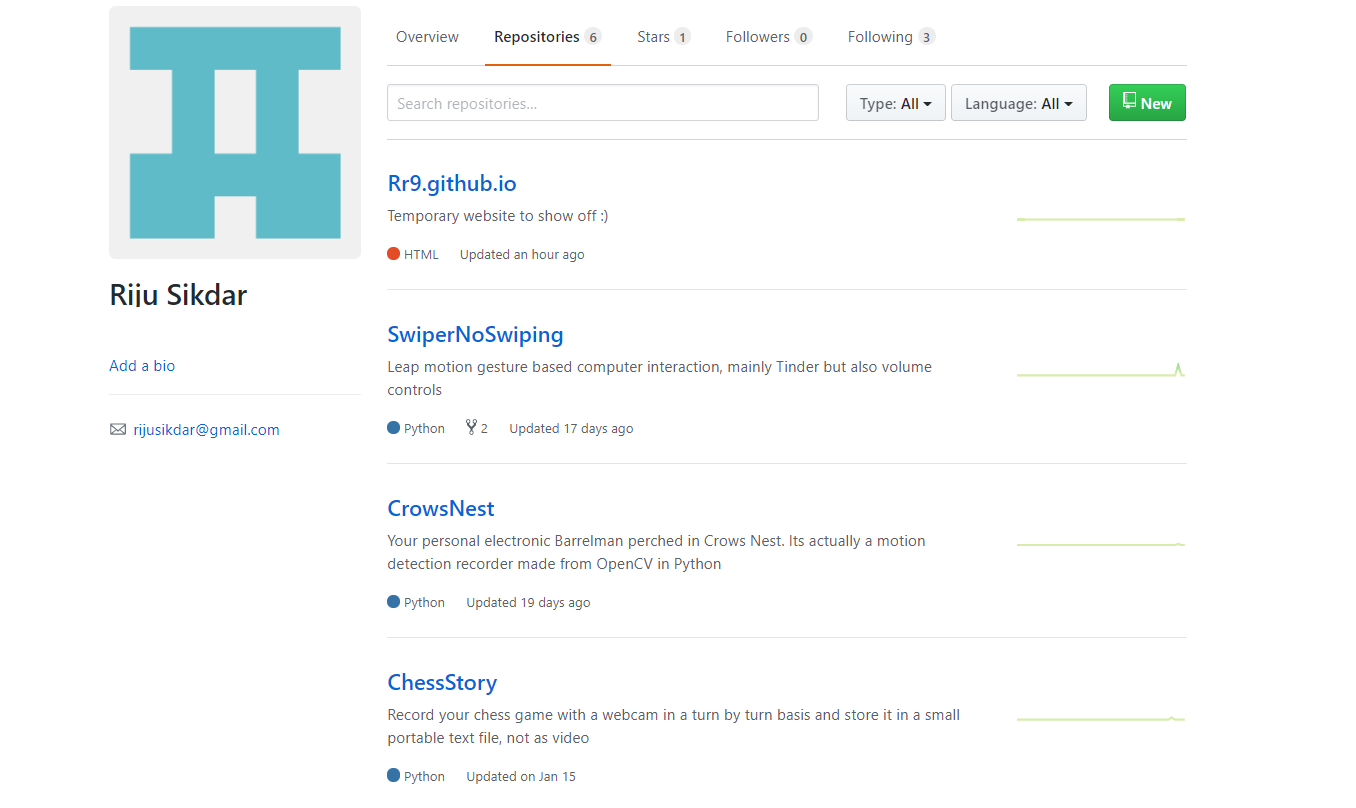 Overview Repositories 6 Stars 1 Followers 0 Following 3
Search repositories... Type: All Language: All New
Rr9.github.io
Temporary website to show off :)
HTML Updated an hour ago
Riju Sikdar
SwiperNoSwiping
Add a bio
Leap motion gesture based computer interaction, mainly Tinder but also volume
controls
Python 2 Updated 17 days ago
rijusikdar@gmail.com
CrowsNest
Your personal electronic Barrelman perched in Crows Nest. Its actually a motion
detection recorder made from OpenCV in Python
Python Updated 19 days ago
ChessStory
Record your chess game with a webcam in a turn by turn basis and store it in a small
portable text file, not as video
Python Updated on Jan 15